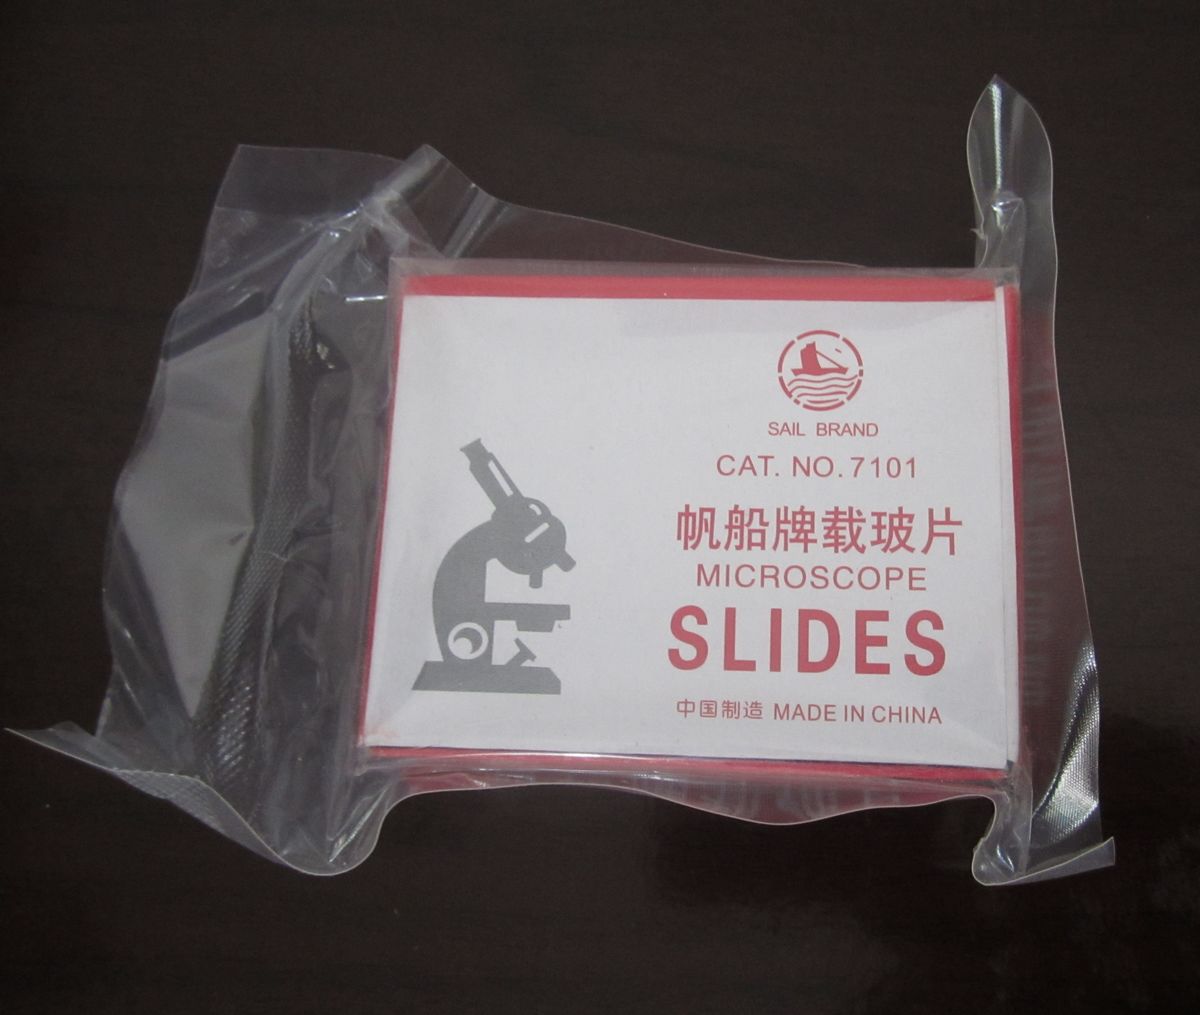 SAIL BRAND
CAT. NO. 7101
帆船牌载玻片
MICROSCOPE
SLIDES
中国制造 MADE IN CHINA